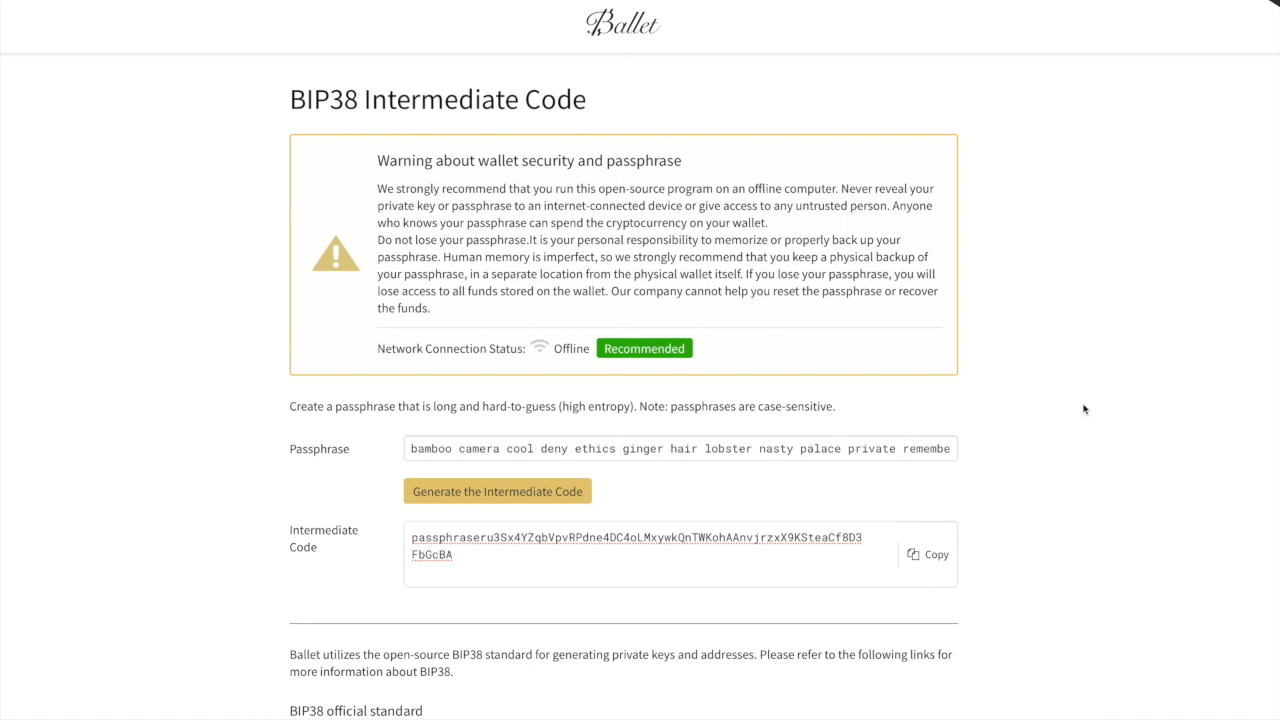 Ballet
BIP38 Intermediate Code
Warning about wallet security and passphrase
We strongly recommend that you run this open-source program on an offline computer. Never reveal your
private key or passphrase to an internet-connected device or give access to any untrusted person. Anyone
who knows your passphrase can spend the cryptocurrency on your wallet.
Do not lose your passphrase.It is your personal responsibility to memorize or properly back up your
passphrase. Human memory is imperfect, so we strongly recommend that you keep a physical backup of
your passphrase, in a separate location from the physical wallet itself. If you lose your passphrase, you will
lose access to all funds stored on the wallet. Our company cannot help you reset the passphrase or recover
the funds.
Network Connection Status: Offline Recommended
Create a passphrase that is long and hard-to-guess (high entropy). Note: passphrases are case-sensitive.
Passphrase bamboo camera cool deny ethics ginger hair lobster nasty palace private remembe
Generate the Intermediate Code
Intermediate
Code
passphraseru3Sx4YZqbVpvRPdne4DC4oLMxywkQnTWKohAAnvjrzxX9KSteaCf8D3
FbGcBA
Copy
Ballet utilizes the open-source BIP38 standard for generating private keys and addresses. Please refer to the following links for
more information about BIP38.
BIP38 official standard